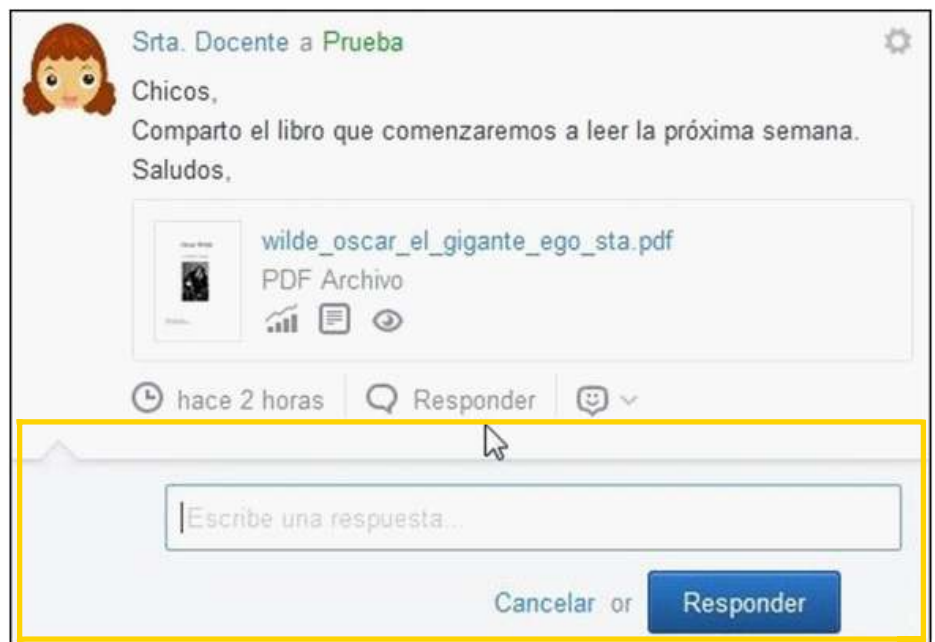 Srta. Docente a Prueba
Chicos,
Comparto el libro que comenzaremos a leer la próxima semana.
Saludos,
wilde_oscar_el_gigante_ego_sta.pdf
PDF Archivo
hace 2 horas Responder
Escribe una respuesta...
Cancelar or Responder